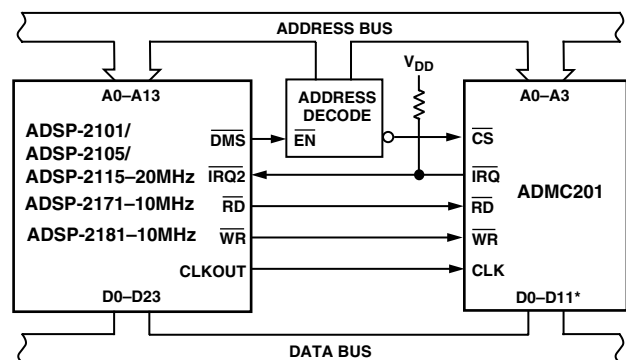 ADDRESS BUS
VDD
A0–A13
ADDRESS
DECODE
A0–A3
ADSP-2101/
ADSP-2105/
ADSP-2115–20MHz
ADSP-2171–10MHz
ADSP-2181–10MHz
DMS
EN
CS
IRQ2
IRQ
ADMC201
RD
RD
WR
WR
CLKOUT
CLK
D0–D23
D0–D11*
DATA BUS